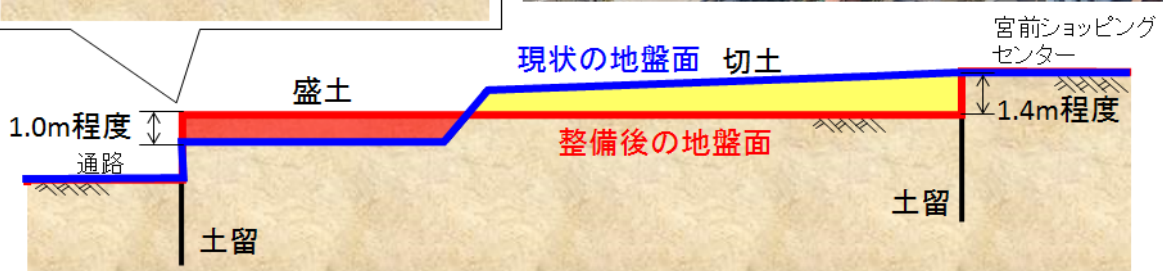 宮前ショッピング
センター
現状の地盤面
切土
盛土
1.0m程度
1.4m程度
通路
整備後の地盤面
土留
土留